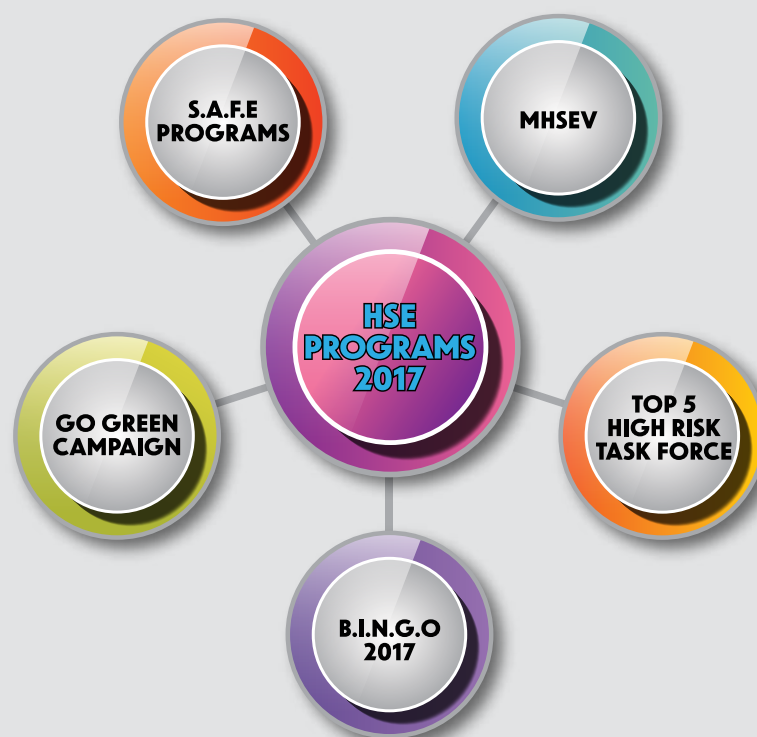 S.A.F.E
PROGRAMS
MHSEV
HSE
PROGRAMS
2017
GO GREEN
CAMPAIGN
TOP 5
HIGH RISK
TASK FORCE
B.I.N.G.O
2017